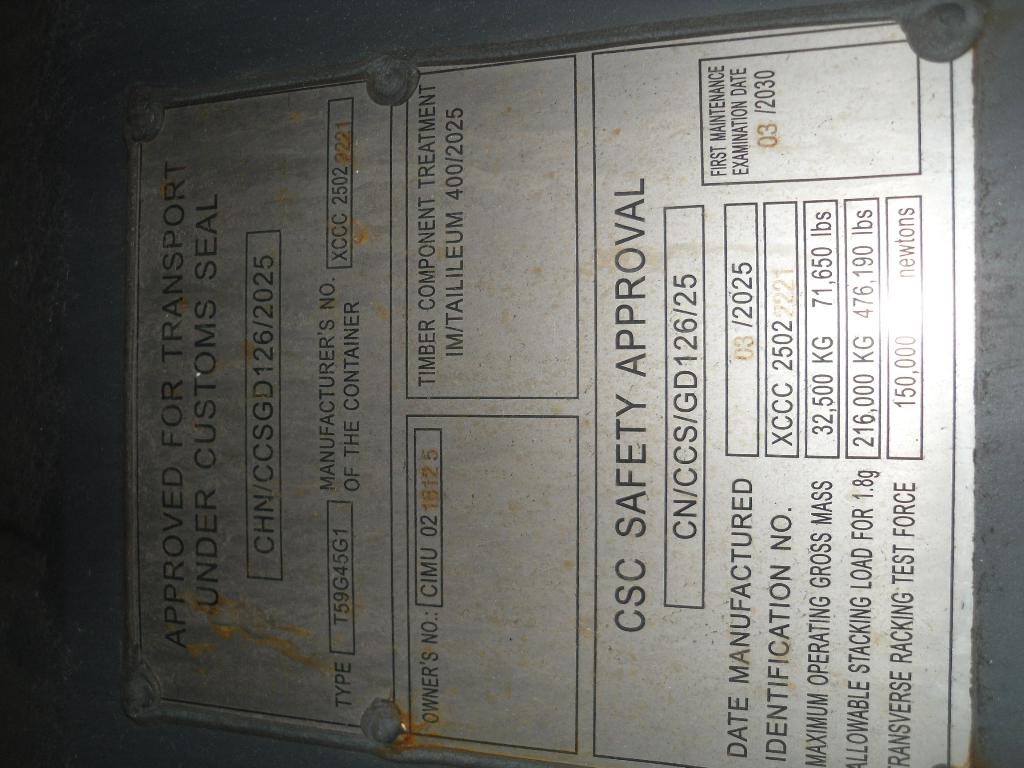 APPROVED FOR TRANSPORT
UNDER CUSTOMS SEAL
CHN/CCSGD126/2025
TYPE T59G45G1 MANUFACTURER'S NO. OF THE CONTAINER XCCC 2502 2221
OWNER'S NO.: CIMU 02 1812 5
TIMBER COMPONENT TREATMENT
IM/TAILILEUM 400/2025
CSC SAFETY APPROVAL
CN/CCS/GD126/25
DATE MANUFACTURED 03 /2025
IDENTIFICATION NO. XCCC 2502 2221
MAXIMUM OPERATING GROSS MASS 32,500 KG 71,650 lbs
ALLOWABLE STACKING LOAD FOR 1.8g 216,000 KG 476,190 lbs
TRANSVERSE RACKING TEST FORCE 150,000 newtons
FIRST MAINTENANCE
EXAMINATION DATE
03 /2030